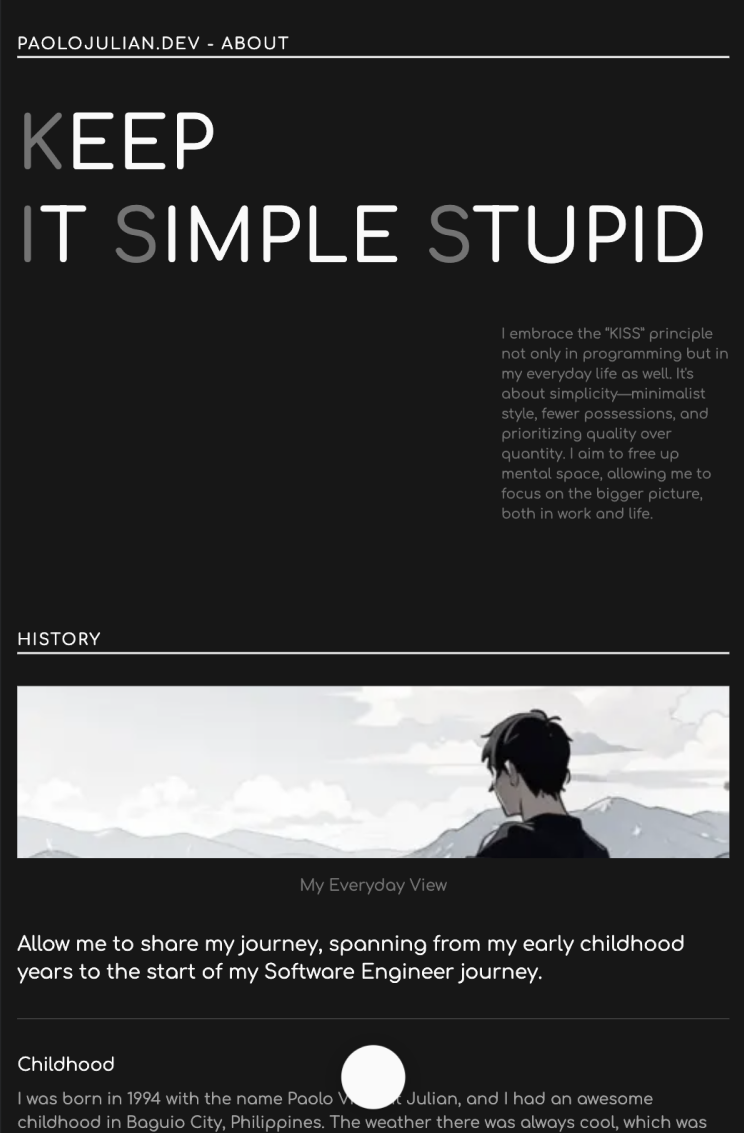 PAOLOJULIAN.DEV - ABOUT
KEEP
IT SIMPLE STUPID
I embrace the “KISS” principle
not only in programming but in
my everyday life as well. It's
about simplicity—minimalist
style, fewer possessions, and
prioritizing quality over
quantity. I aim to free up
mental space, allowing me to
focus on the bigger picture,
both in work and life.
HISTORY
My Everyday View
Allow me to share my journey, spanning from my early childhood
years to the start of my Software Engineer journey.
Childhood
I was born in 1994 with the name Paolo Julian, and I had an awesome
childhood in Baguio City, Philippines. The weather there was always cool, which was